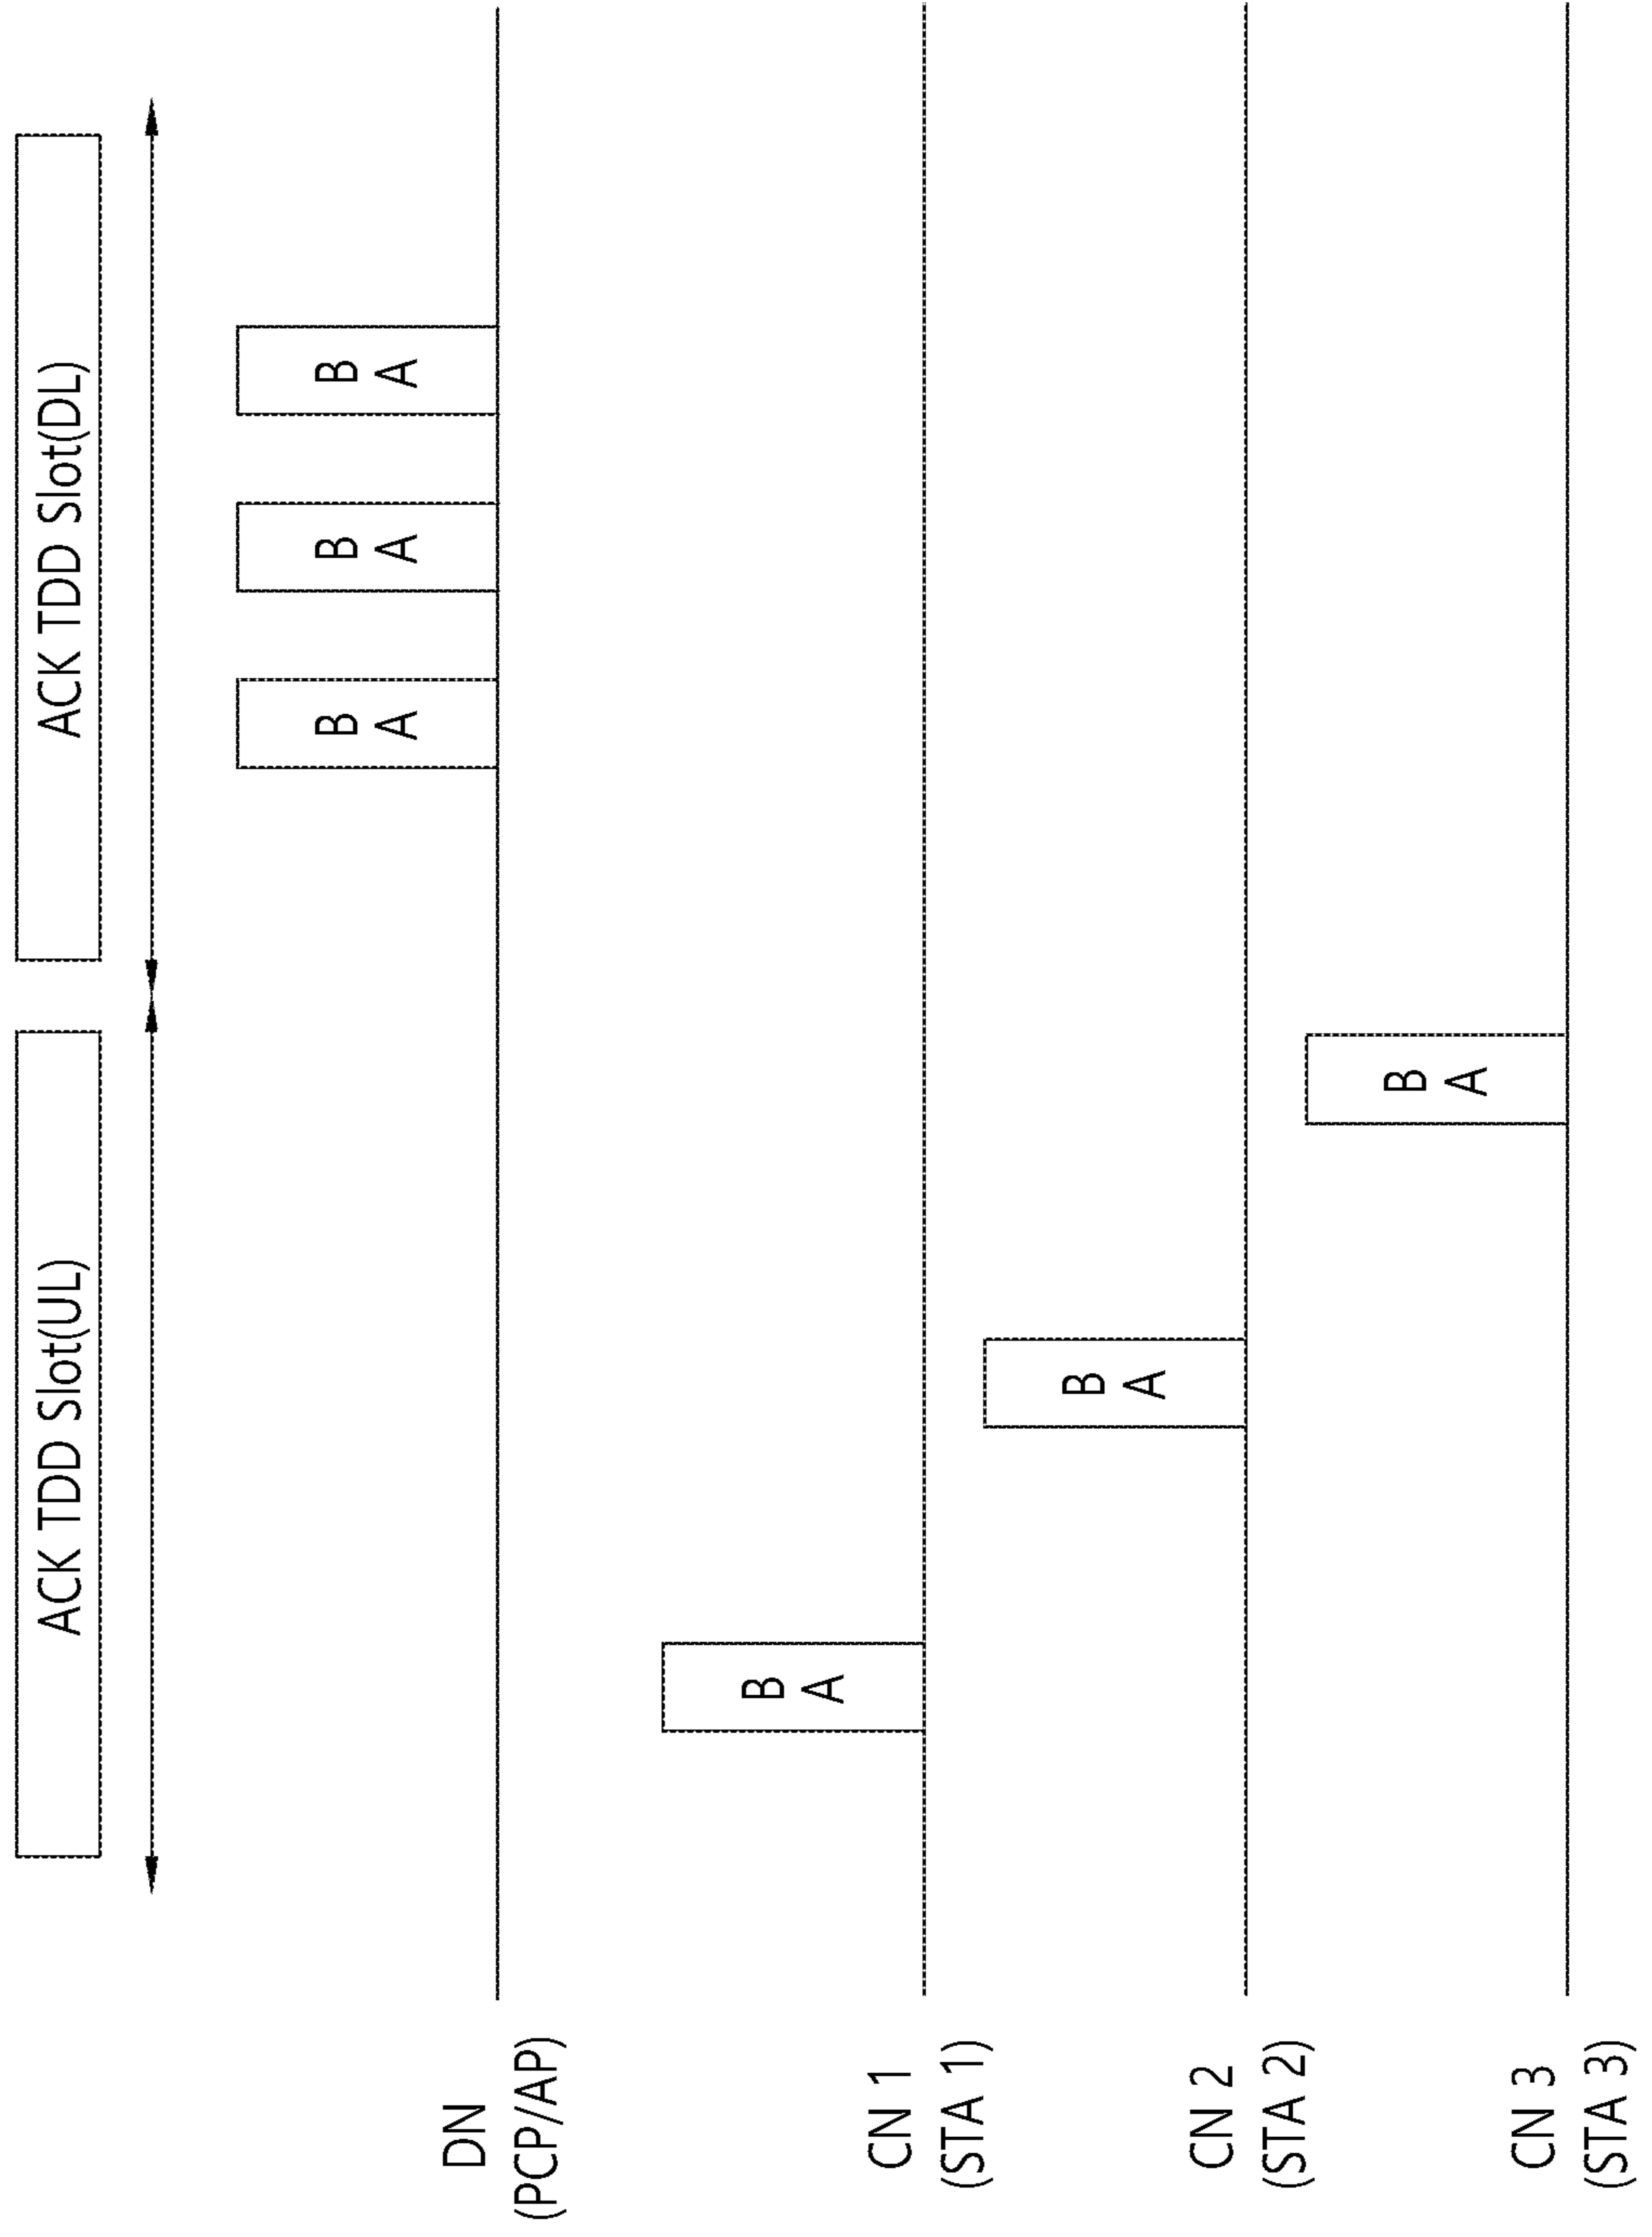 ACK TDD Slot(UL)
ACK TDD Slot(DL)
B
A
B
A
B
A
DN
(PCP/AP)
B
A
CN 1
(STA 1)
B
A
CN 2
(STA 2)
B
A
CN 3
(STA 3)